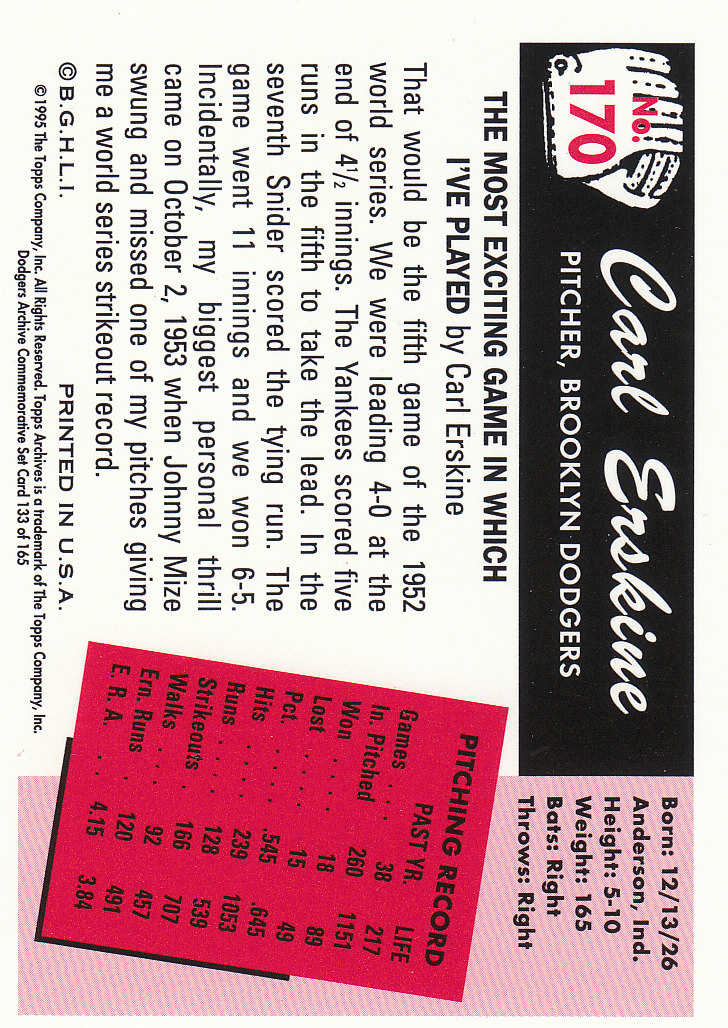 No.
170
Carl Erskine
PITCHER, BROOKLYN DODGERS
Born: 12/13/26
Anderson, Ind.
Height: 5-10
Weight: 165
Bats: Right
Throws: Right
THE MOST EXCITING GAME IN WHICH
I'VE PLAYED by Carl Erskine
That would be the fifth game of the 1952
world series. We were leading 4-0 at the
end of 4½ innings. The Yankees scored five
runs in the fifth to take the lead. In the
seventh Snider scored the tying run. The
game went 11 innings and we won 6-5.
Incidentally, my biggest personal thrill
came on October 2, 1953 when Johnny Mize
swung and missed one of my pitches giving
me a world series strikeout record.
PITCHING RECORD
PAST YR. LIFE
Games . . . 38 217
In. Pitched 260 1151
Won . . . . 18 89
Lost . . . . 15 49
Pct. . . . . .545 .645
Hits . . . . 239 1053
Runs . . . . 128 539
Strikeouts . 166 707
Walks . . . 92 457
Ern. Runs . 120 491
E. R. A. . . 4.15 3.84
© B.G.H.L.I. PRINTED IN U.S.A.
©1995 The Topps Company, Inc. All Rights Reserved. Topps Archives is a trademark of The Topps Company, Inc.
Dodgers Archive Commemorative Set Card 133 of 165